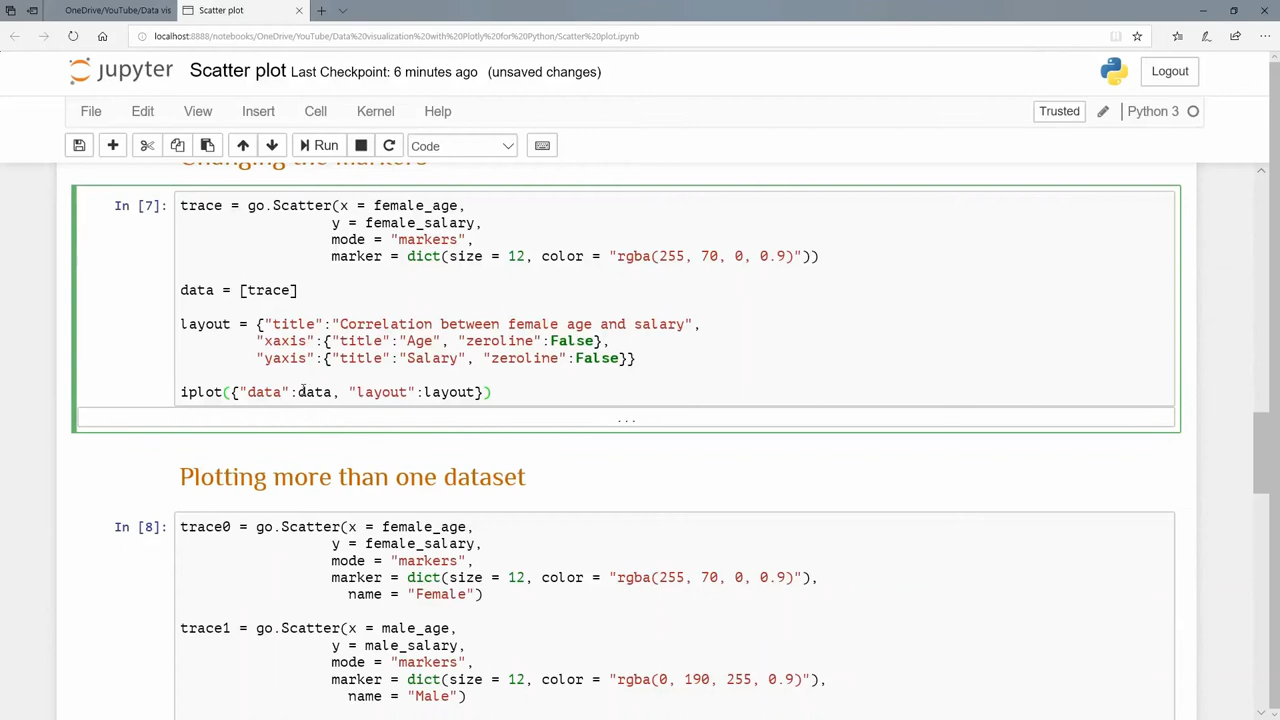 OneDrive/YouTube/Data vis
Scatter plot
localhost:8888/notebooks/OneDrive/YouTube/Data%20visualization%20with%20Plotly%20for%20Python/Scatter%20plot.ipynb
jupyter Scatter plot Last Checkpoint: 6 minutes ago (unsaved changes)
Logout
File Edit View Insert Cell Kernel Help
Trusted Python 3
Run Code
Changing the markers
In [7]: trace = go.Scatter(x = female_age,
y = female_salary,
mode = "markers",
marker = dict(size = 12, color = "rgba(255, 70, 0, 0.9)"))
data = [trace]
layout = {"title":"Correlation between female age and salary",
"xaxis":{"title":"Age", "zeroline":False},
"yaxis":{"title":"Salary", "zeroline":False}}
iplot({"data":data, "layout":layout})
...
Plotting more than one dataset
In [8]: trace0 = go.Scatter(x = female_age,
y = female_salary,
mode = "markers",
marker = dict(size = 12, color = "rgba(255, 70, 0, 0.9)"),
name = "Female")
trace1 = go.Scatter(x = male_age,
y = male_salary,
mode = "markers",
marker = dict(size = 12, color = "rgba(0, 190, 255, 0.9)"),
name = "Male")